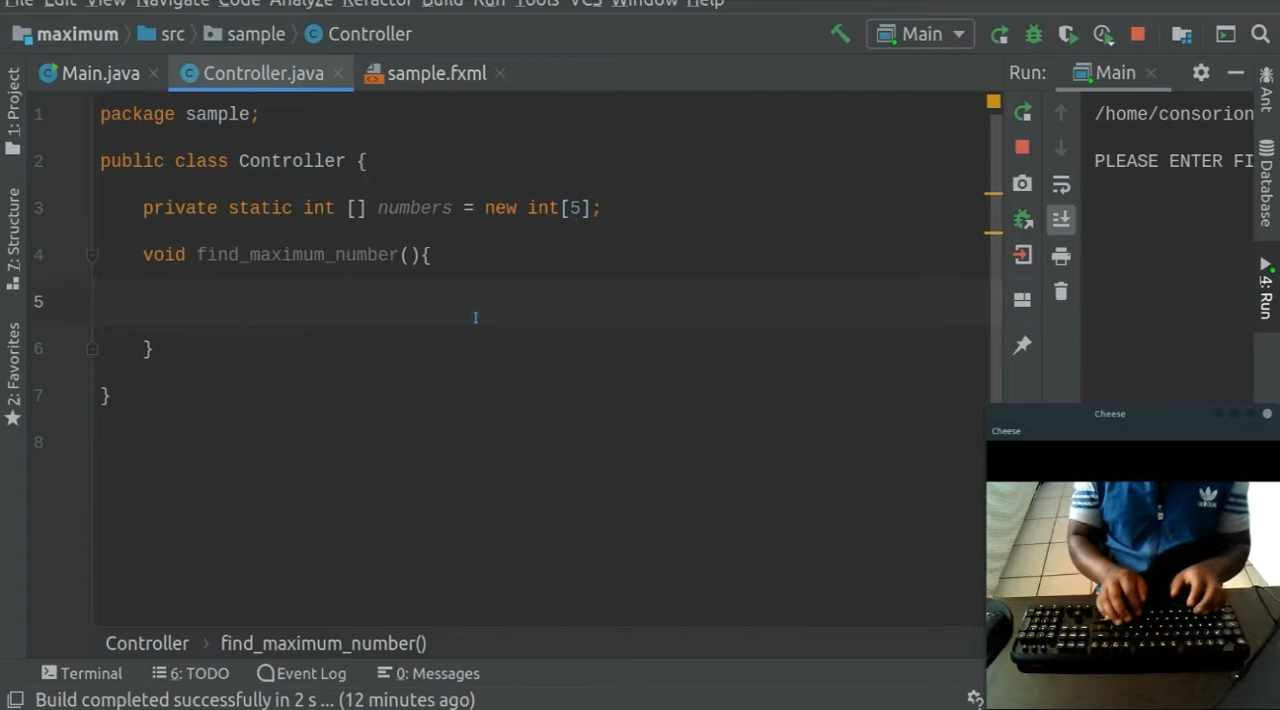 File Edit View Navigate Code Analyze Refactor Build Run Tools VCS Window Help
maximum src sample Controller Main
Main.java Controller.java sample.fxml Run: Main
1: Project
7: Structure
2: Favorites
1 package sample;
2 public class Controller {
3 private static int [] numbers = new int[5];
4 void find_maximum_number(){
5
6 }
7 }
8
/home/consorion
PLEASE ENTER FI
Ant
Database
4: Run
Cheese
Cheese
adidas
Controller find_maximum_number()
Terminal 6: TODO Event Log 0: Messages
Build completed successfully in 2 s ... (12 minutes ago)